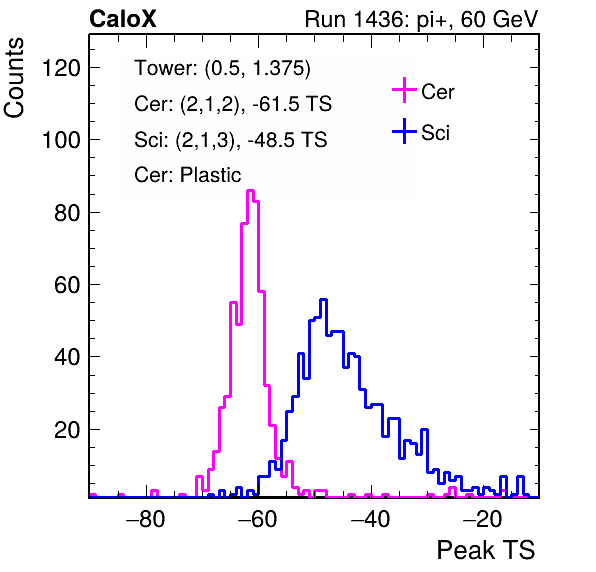 CaloX Run 1436: pi+, 60 GeV
Counts
Tower: (0.5, 1.375)
Cer: (2,1,2), -61.5 TS
Sci: (2,1,3), -48.5 TS
Cer: Plastic
Cer
Sci
120
100
80
60
40
20
−80 −60 −40 −20
Peak TS